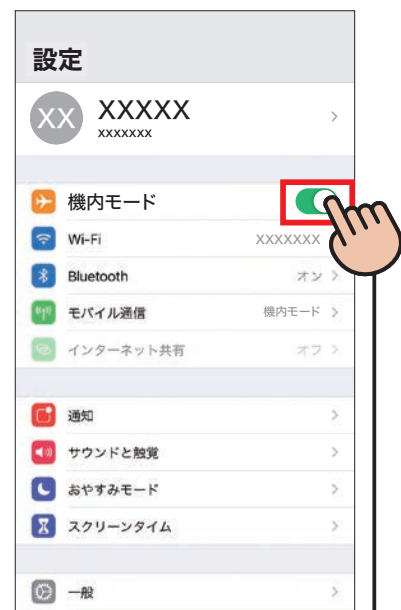 設定
XX
XXXXX
xxxxxxx
機内モード
Wi-Fi XXXXXXX
Bluetooth オン
モバイル通信 機内モード
インターネット共有 オフ
通知
サウンドと触覚
おやすみモード
スクリーンタイム
一般